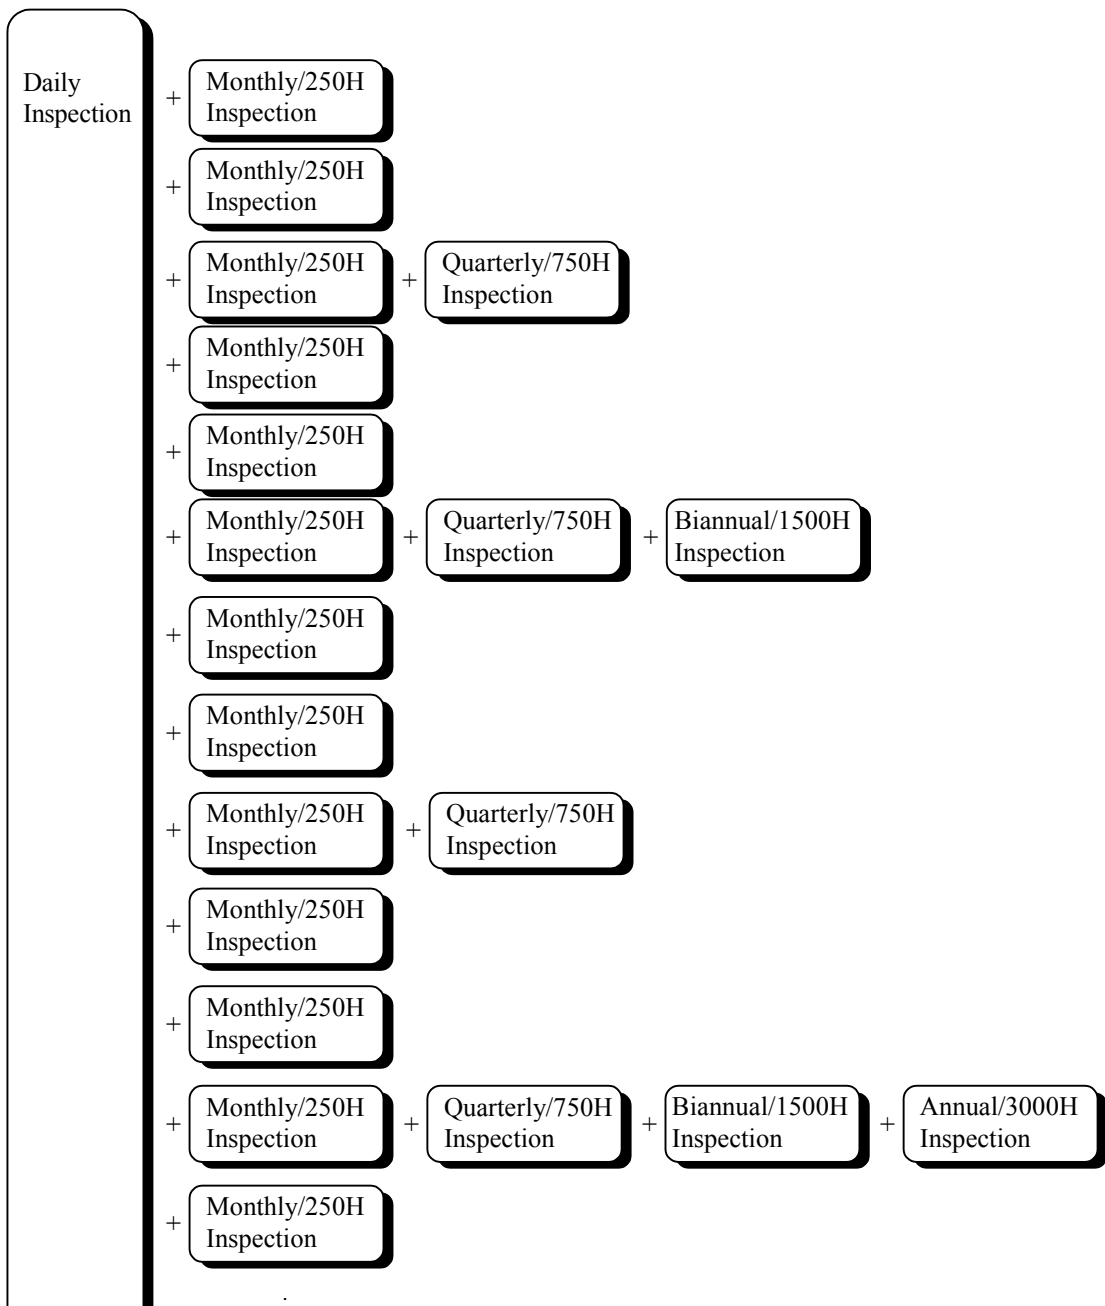 Daily
Inspection
+ Monthly/250H
Inspection
+ Monthly/250H
Inspection
+ Monthly/250H
Inspection
+ Quarterly/750H
Inspection
+ Monthly/250H
Inspection
+ Monthly/250H
Inspection
+ Monthly/250H
Inspection
+ Quarterly/750H
Inspection
+ Biannual/1500H
Inspection
+ Monthly/250H
Inspection
+ Monthly/250H
Inspection
+ Monthly/250H
Inspection
+ Quarterly/750H
Inspection
+ Monthly/250H
Inspection
+ Monthly/250H
Inspection
+ Monthly/250H
Inspection
+ Quarterly/750H
Inspection
+ Biannual/1500H
Inspection
+ Annual/3000H
Inspection
+ Monthly/250H
Inspection